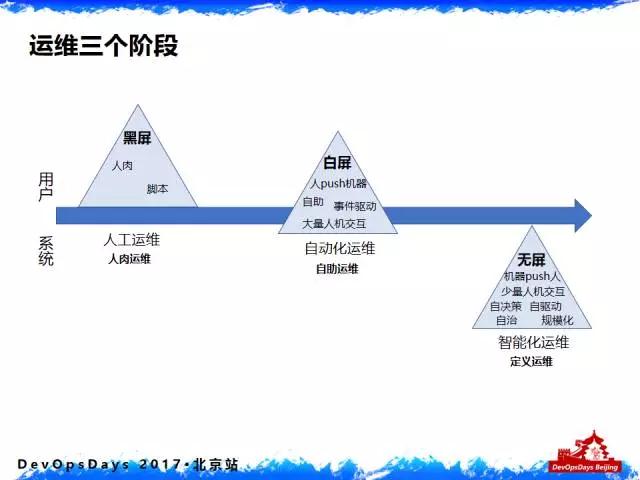 运维三个阶段
黑屏
人肉
脚本
人工运维
人肉运维
白屏
人push机器
自助 事件驱动
大量人机交互
自动化运维
自助运维
无屏
机器push人
少量人机交互
自决策 自驱动
自治 规模化
智能化运维
定义运维
用户
系统
DevOpsDays 2017·北京站
DevOpsDays Beijing